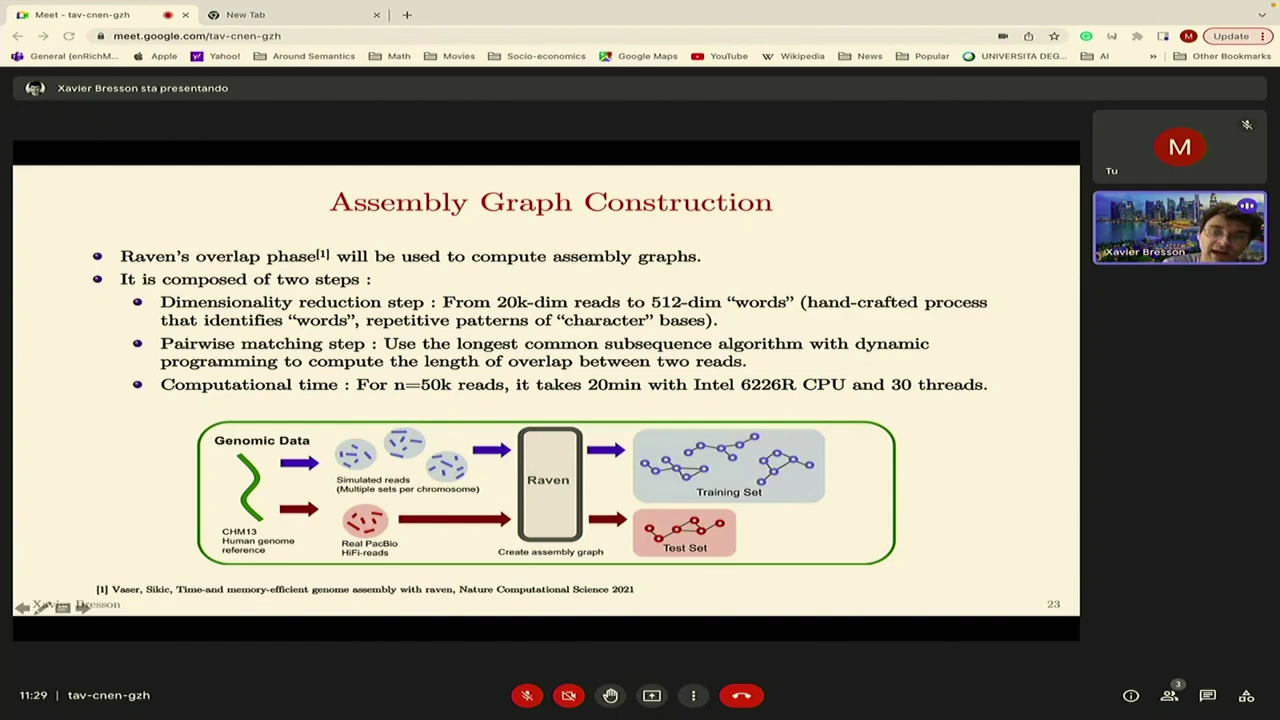 Meet - tav-cnen-gzh
New Tab
meet.google.com/tav-cnen-gzh
M
Update
General (enRichM...
Apple
Yahoo!
Around Semantics
Math
Movies
Socio-economics
Google Maps
YouTube
Wikipedia
News
Popular
UNIVERSITA DEG...
AI
»
Other Bookmarks
Xavier Bresson sta presentando
M
Tu
Xavier Bresson
Assembly Graph Construction
Raven's overlap phase[1] will be used to compute assembly graphs.
It is composed of two steps :
Dimensionality reduction step : From 20k-dim reads to 512-dim “words” (hand-crafted process
that identifies “words”, repetitive patterns of “character” bases).
Pairwise matching step : Use the longest common subsequence algorithm with dynamic
programming to compute the length of overlap between two reads.
Computational time : For n=50k reads, it takes 20min with Intel 6226R CPU and 30 threads.
Genomic Data
CHM13
Human genome
reference
Simulated reads
(Multiple sets per chromosome)
Real PacBio
HiFi-reads
Raven
Create assembly graph
Training Set
Test Set
[1] Vaser, Sikic, Time-and memory-efficient genome assembly with raven, Nature Computational Science 2021
Xavier Bresson
23
11:29 | tav-cnen-gzh
3